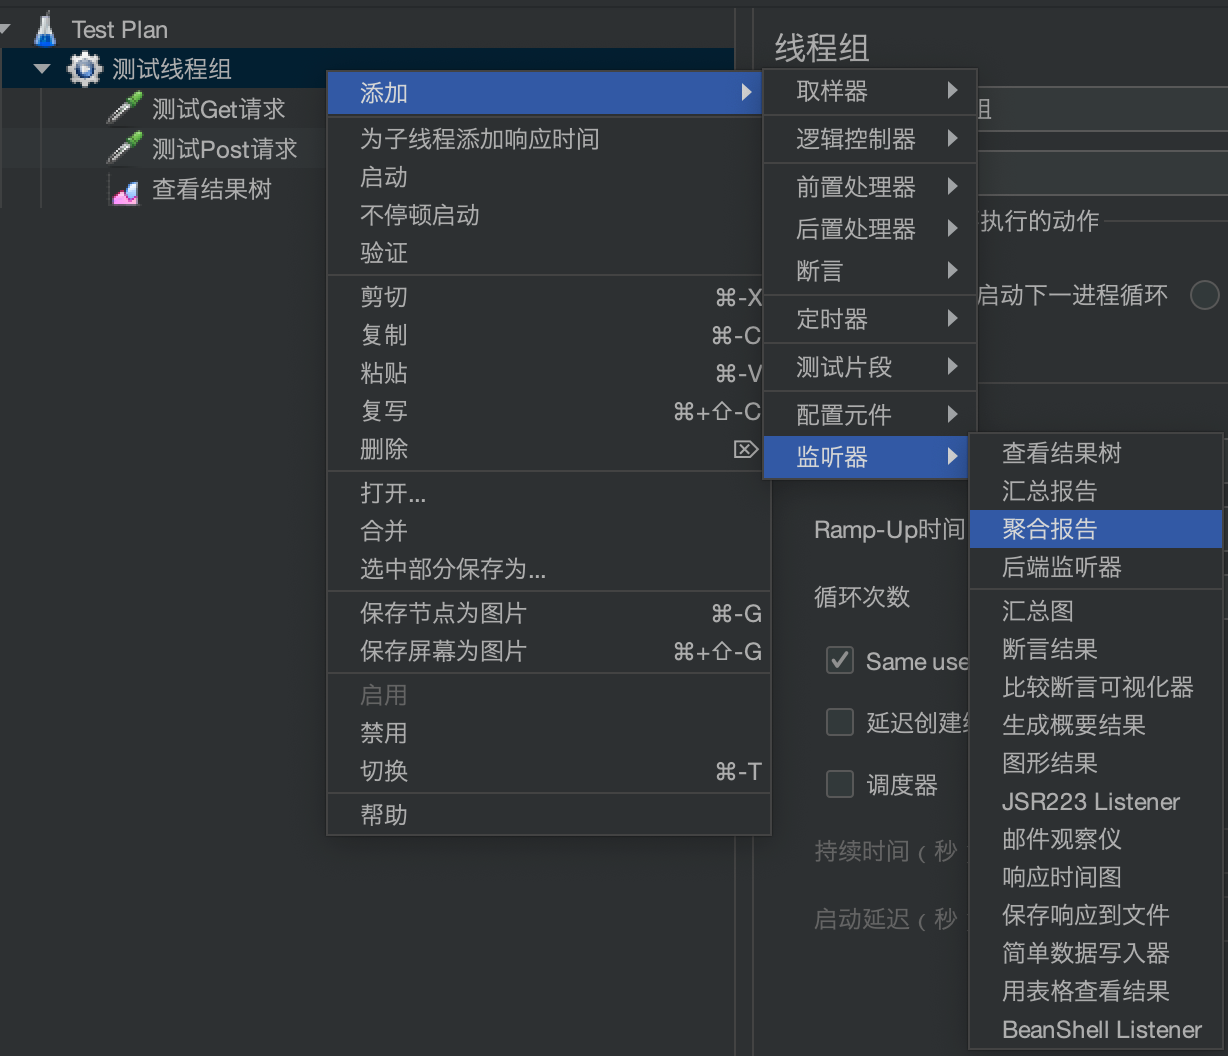 Test Plan
测试线程组
测试Get请求
测试Post请求
查看结果树
添加
为子线程添加响应时间
启动
不停顿启动
验证
剪切 ⌘-X
复制 ⌘-C
粘贴 ⌘-V
复写 ⌘+⇧-C
删除 ⌦
打开...
合并
选中部分保存为...
保存节点为图片 ⌘-G
保存屏幕为图片 ⌘+⇧-G
启用
禁用
切换 ⌘-T
帮助
线程组
取样器
逻辑控制器
前置处理器
后置处理器
断言
定时器
测试片段
配置元件
监听器
组
执行的动作
启动下一进程循环
Ramp-Up时间
循环次数
Same use
延迟创建
调度器
持续时间（秒
启动延迟（秒
查看结果树
汇总报告
聚合报告
后端监听器
汇总图
断言结果
比较断言可视化器
生成概要结果
图形结果
JSR223 Listener
邮件观察仪
响应时间图
保存响应到文件
简单数据写入器
用表格查看结果
BeanShell Listener